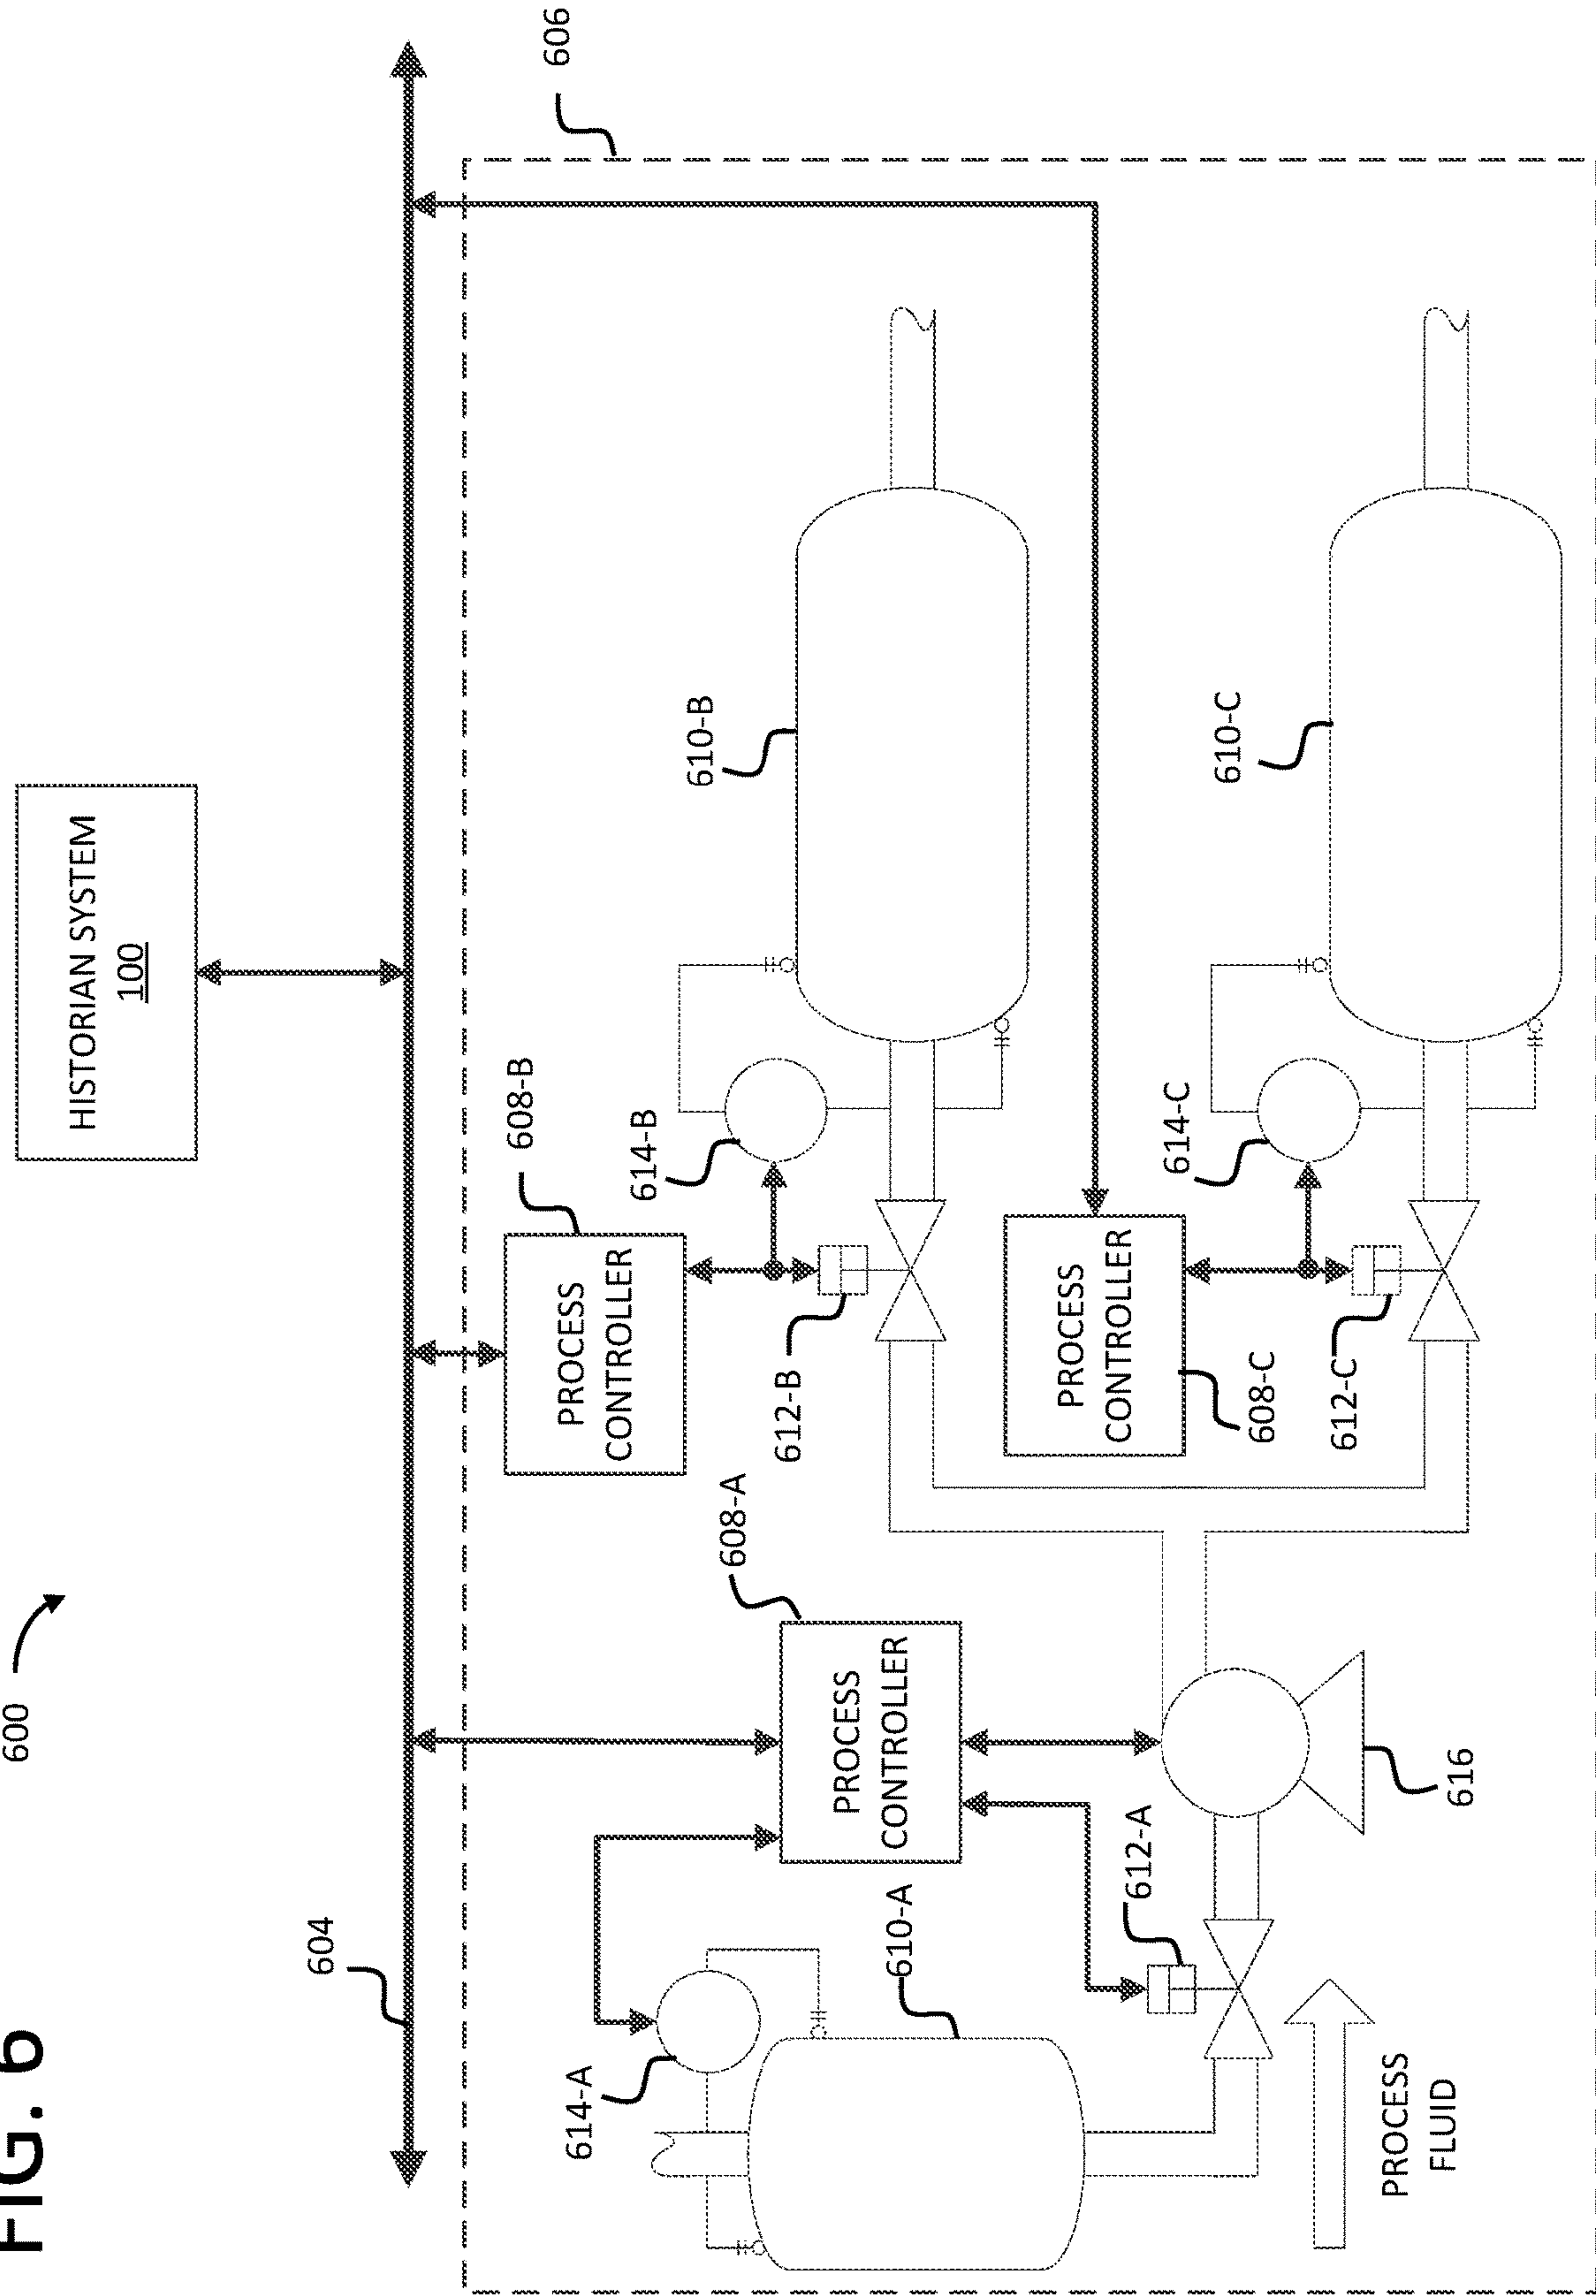 FIG. 6
600
HISTORIAN SYSTEM
100
604
606
608-B
PROCESS
CONTROLLER
614-B
610-B
612-B
608-A
PROCESS
CONTROLLER
614-A
610-A
612-A
616
PROCESS
CONTROLLER
608-C
614-C
610-C
612-C
PROCESS
FLUID